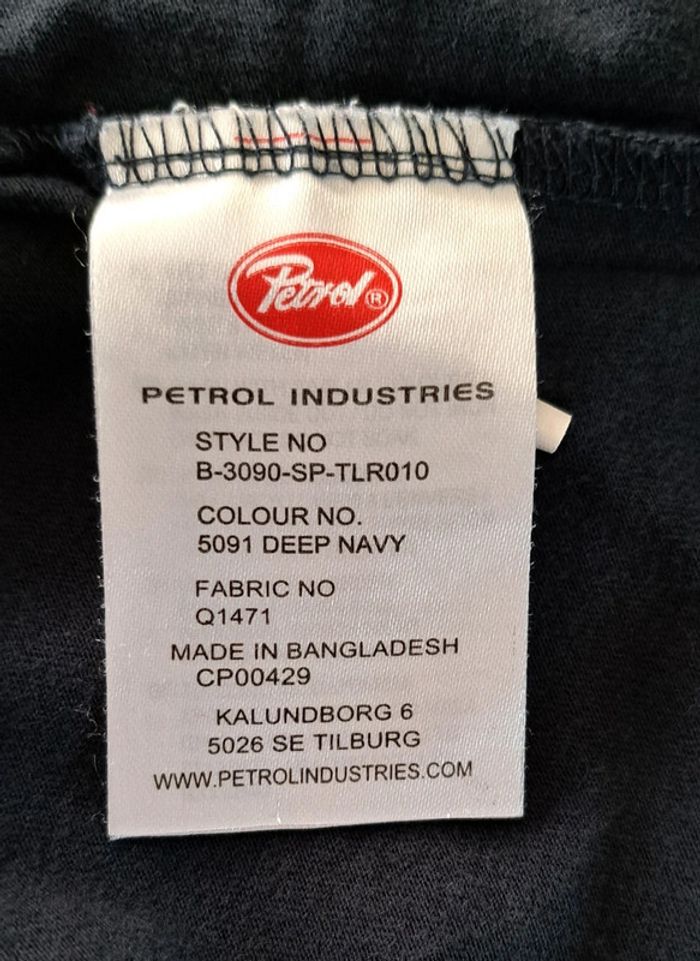 Petrol®
PETROL INDUSTRIES
STYLE NO
B-3090-SP-TLR010
COLOUR NO.
5091 DEEP NAVY
FABRIC NO
Q1471
MADE IN BANGLADESH
CP00429
KALUNDBORG 6
5026 SE TILBURG
WWW.PETROLINDUSTRIES.COM